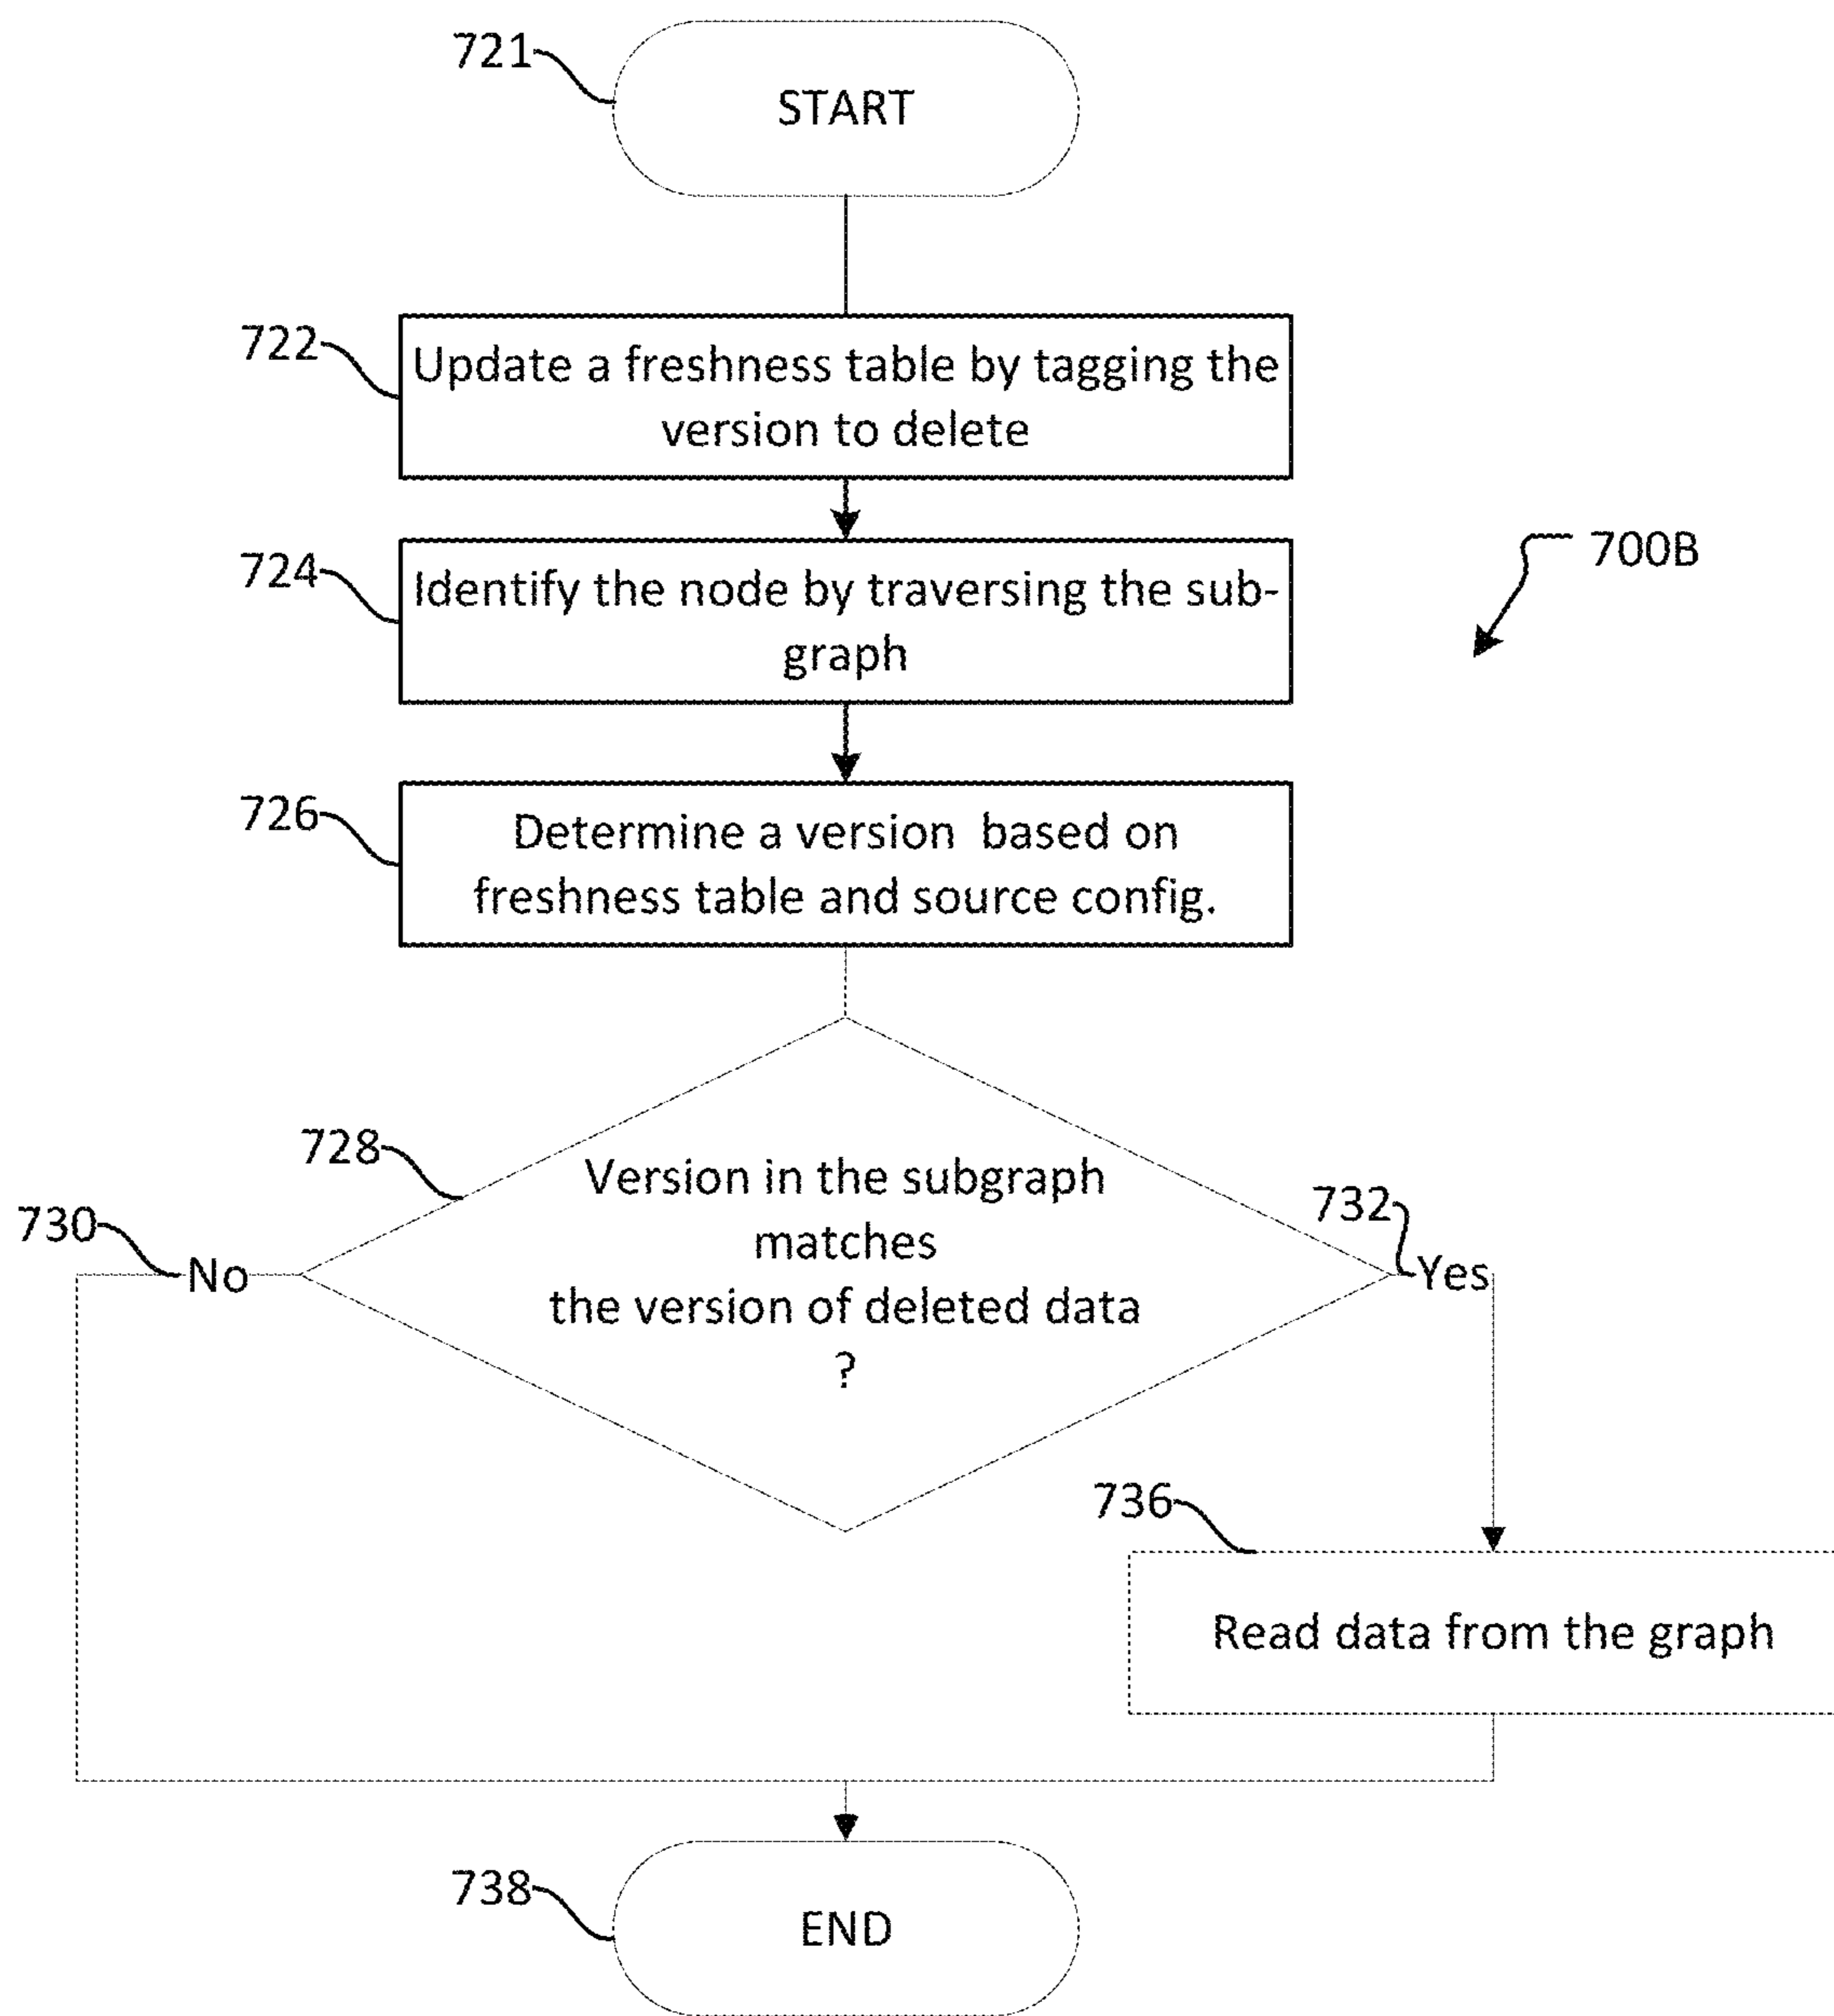 721
START
722
Update a freshness table by tagging the
version to delete
724
Identify the node by traversing the sub-
graph
700B
726
Determine a version based on
freshness table and source config.
728
Version in the subgraph
matches
the version of deleted data
?
730
No
732
Yes
736
Read data from the graph
738
END